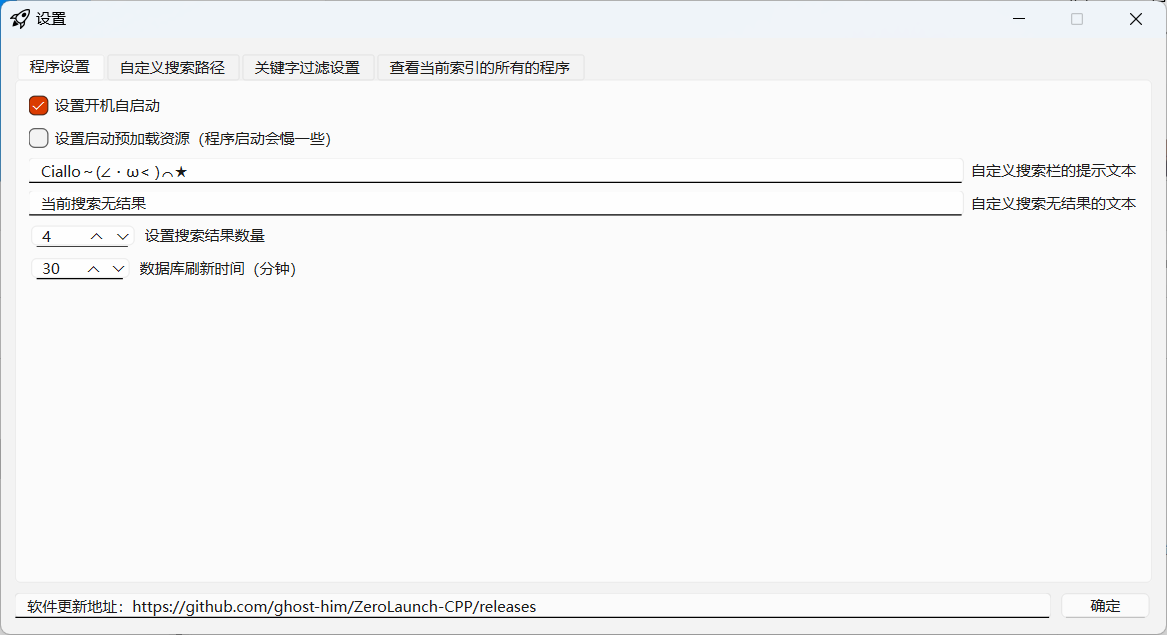 设置
程序设置 自定义搜索路径 关键字过滤设置 查看当前索引的所有的程序
设置开机自启动
设置启动预加载资源（程序启动会慢一些）
Ciallo～(∠・ω< )⌒★ 自定义搜索栏的提示文本
当前搜索无结果 自定义搜索无结果的文本
4 设置搜索结果数量
30 数据库刷新时间（分钟）
软件更新地址：https://github.com/ghost-him/ZeroLaunch-CPP/releases 确定